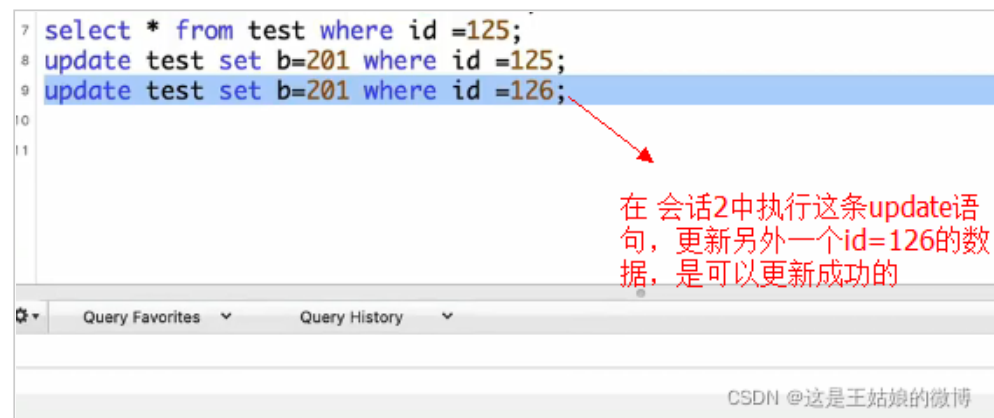 7 select * from test where id =125;
8 update test set b=201 where id =125;
9 update test set b=201 where id =126;
10
11
在 会话2中执行这条update语
句，更新另外一个id=126的数
据，是可以更新成功的
Query Favorites Query History
CSDN @这是王姑娘的微博